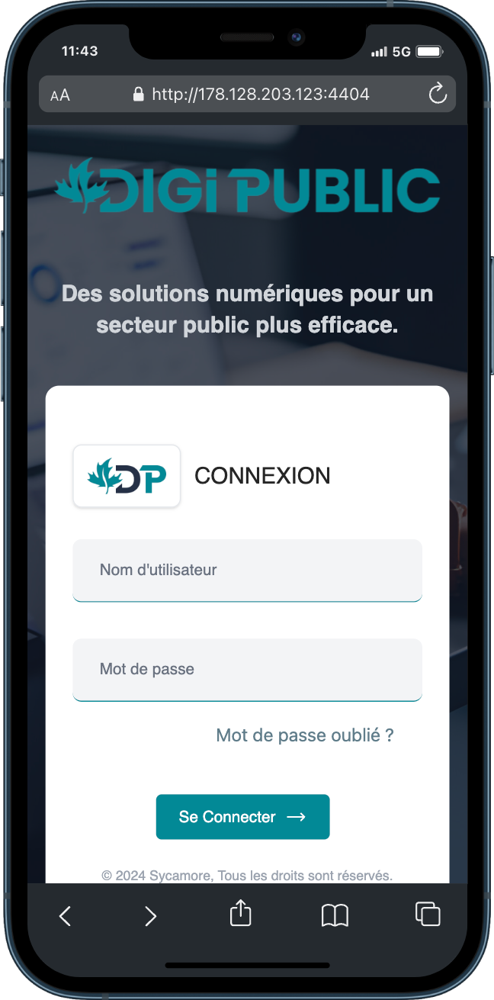 11:43
5G
AA
http://178.128.203.123:4404
DIGI PUBLIC
Des solutions numériques pour un
secteur public plus efficace.
DP
CONNEXION
Nom d'utilisateur
Mot de passe
Mot de passe oublié ?
Se Connecter →
© 2024 Sycamore, Tous les droits sont réservés.